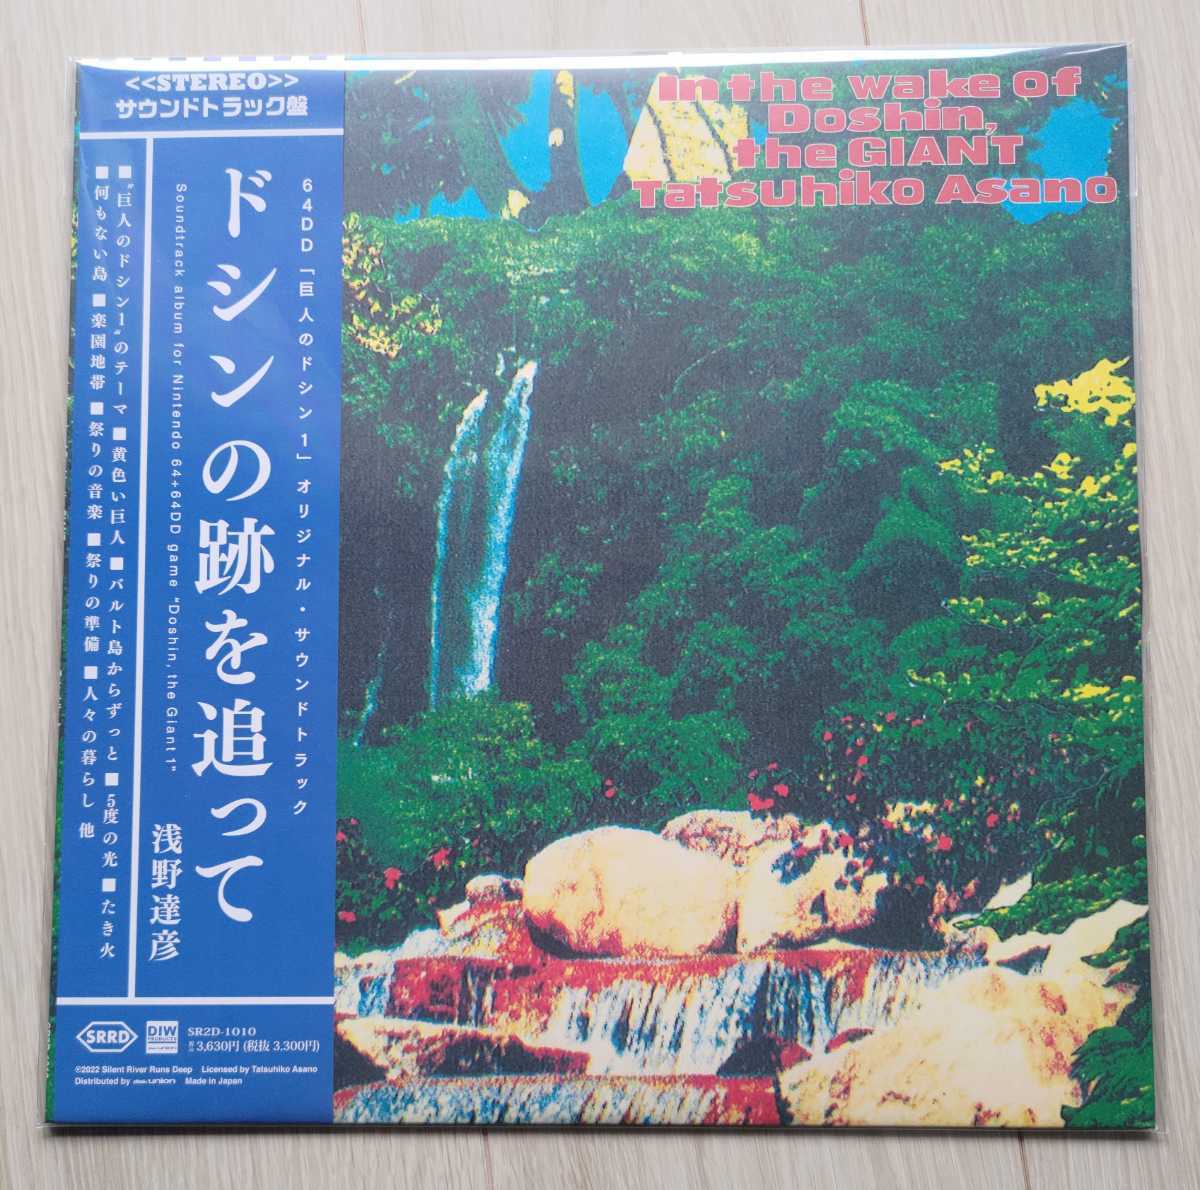 <<STEREO>>
サウンドトラック盤
64DD「巨人のドシン1」オリジナル・サウンドトラック
ドシンの跡を追って
Soundtrack album for Nintendo 64+64DD game "Doshin, the Giant 1"
浅野達彦
■"巨人のドシン1"のテーマ ■黄色い巨人 ■バルト島からずっと ■5度の光 ■たき火
■何もない島 ■楽園地帯 ■祭りの音楽 ■祭りの準備 ■人々の暮らし 他
SRRD
DIW
PRODUCTS
SR2D-1010
3,630円 (税抜 3.300円)
©2022 Silent River Runs Deep Licensed by Tatsuhiko Asano
Distributed by disk union Made in Japan
In the wake of
Doshin,
the GIANT
Tatsuhiko Asano